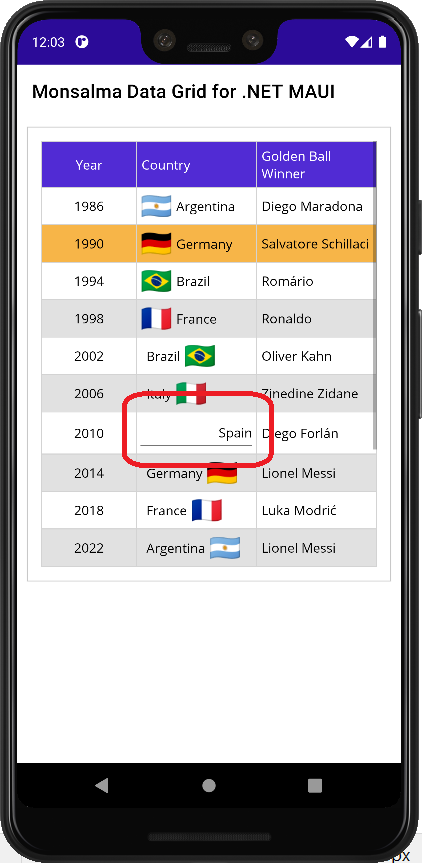 12:03
Monsalma Data Grid for .NET MAUI
Year Country Golden Ball Winner
1986 Argentina Diego Maradona
1990 Germany Salvatore Schillaci
1994 Brazil Romário
1998 France Ronaldo
2002 Brazil Oliver Kahn
2006 Italy Zinedine Zidane
2010 Spain Diego Forlán
2014 Germany Lionel Messi
2018 France Luka Modrić
2022 Argentina Lionel Messi
px